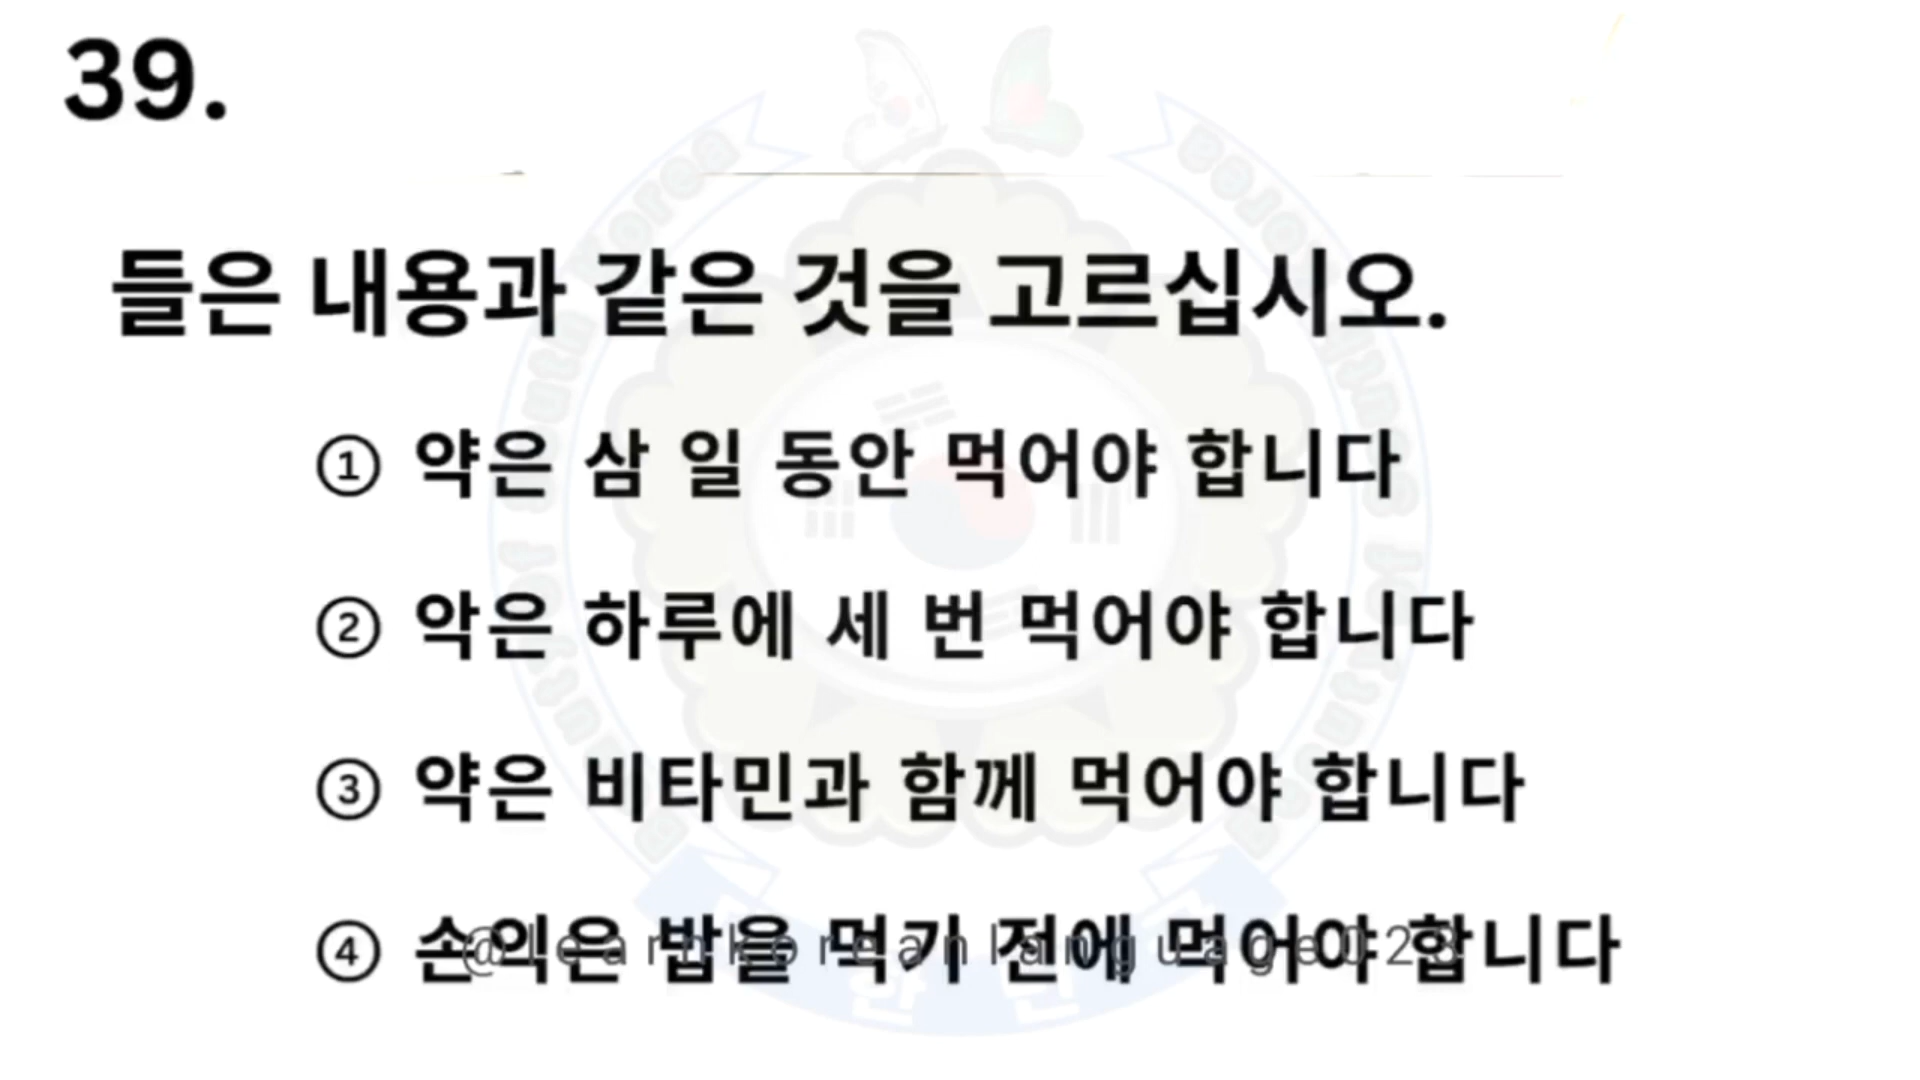 39.
들은 내용과 같은 것을 고르십시오.
① 약은 삼 일 동안 먹어야 합니다
② 악은 하루에 세 번 먹어야 합니다
③ 약은 비타민과 함께 먹어야 합니다
④ 손익은 밥을 먹기 전에 먹어야 합니다
@learnkoreanlanguage023